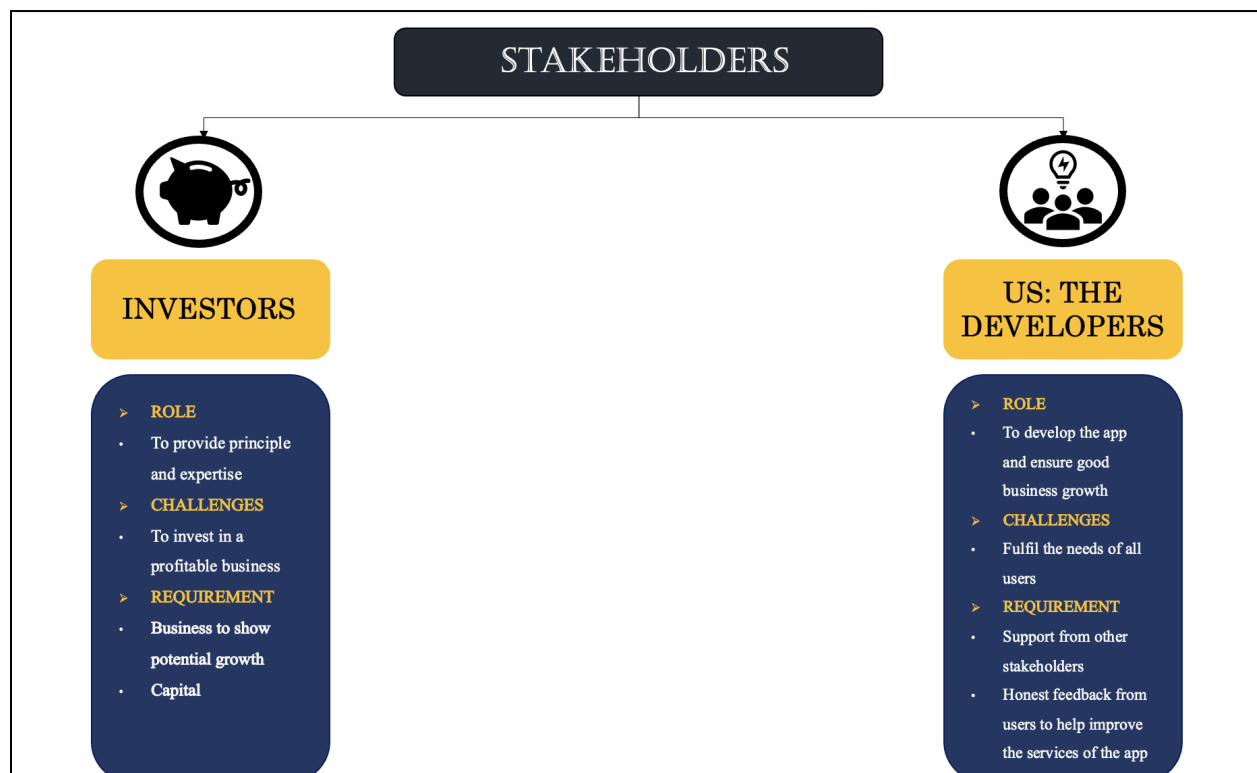 STAKEHOLDERS
INVESTORS
➢ ROLE
• To provide principle
and expertise
➢ CHALLENGES
• To invest in a
profitable business
➢ REQUIREMENT
• Business to show
potential growth
• Capital
US: THE
DEVELOPERS
➢ ROLE
• To develop the app
and ensure good
business growth
➢ CHALLENGES
• Fulfil the needs of all
users
➢ REQUIREMENT
• Support from other
stakeholders
• Honest feedback from
users to help improve
the services of the app